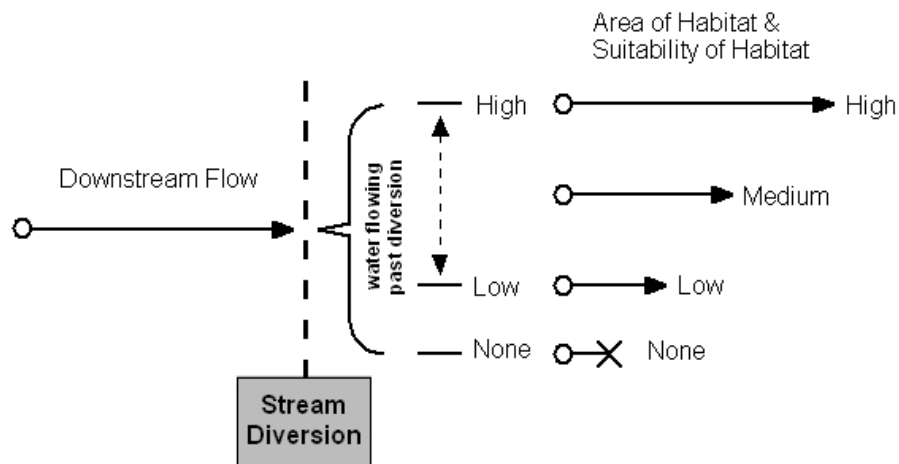 Area of Habitat &
Suitability of Habitat
High
High
Downstream Flow
Medium
water flowing
past diversion
Low
Low
None
None
Stream
Diversion